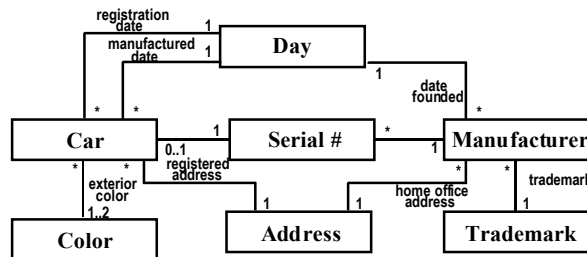 registration
date
1
manufactured
date
1
Day
1
date
founded
*
*
*
*
Car
1
Serial #
*
Manufacturer
0..1
1
registered
address
*
*
exterior
color
1..2
*
home office
address
*
trademark
1
1
1
Color
Address
Trademark